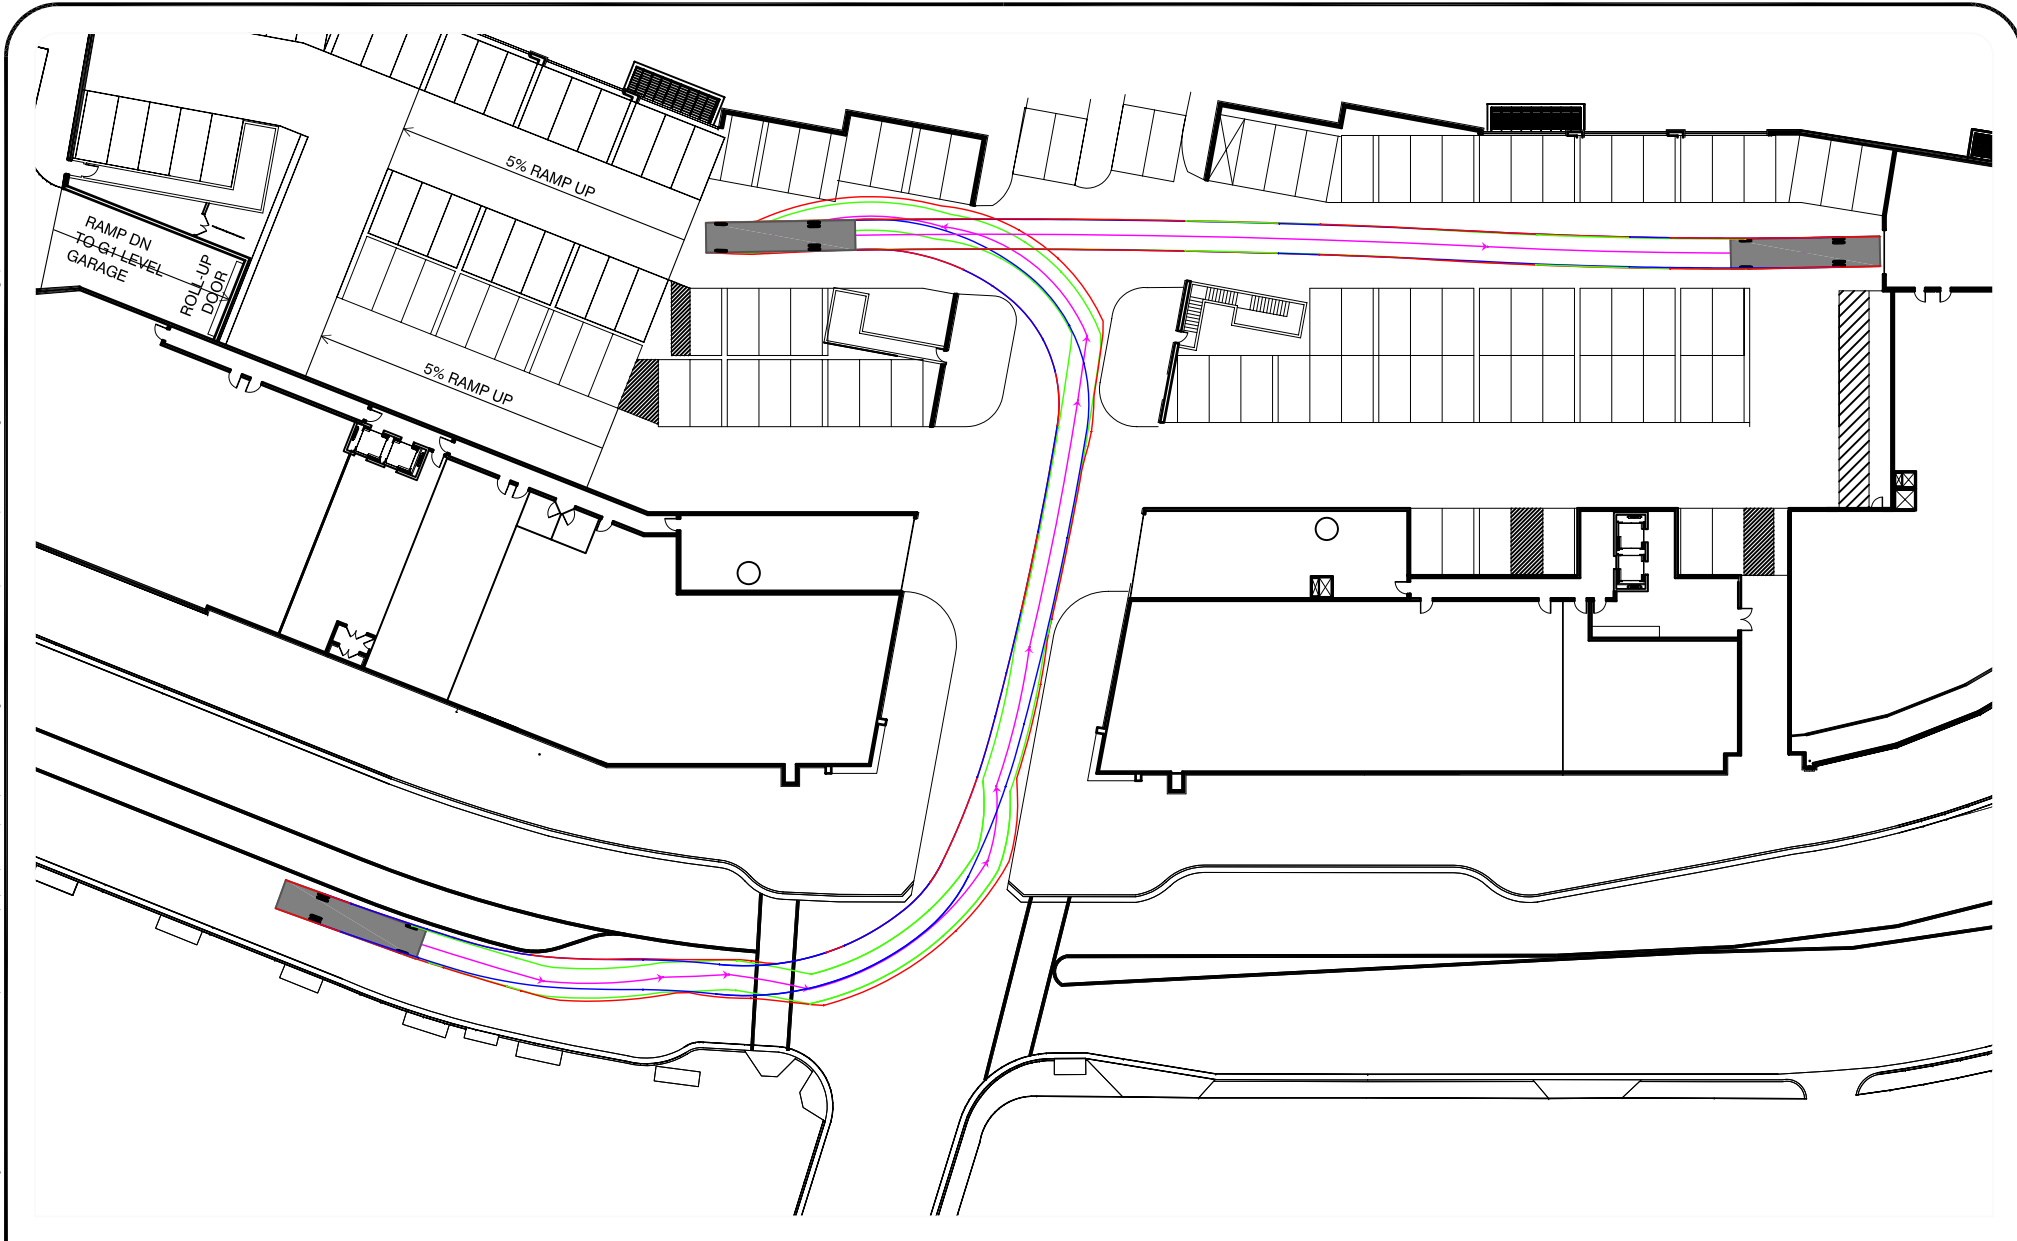 5% RAMP UP
RAMP DN
TO G1 LEVEL
GARAGE
ROLL-UP
DOOR
5% RAMP UP